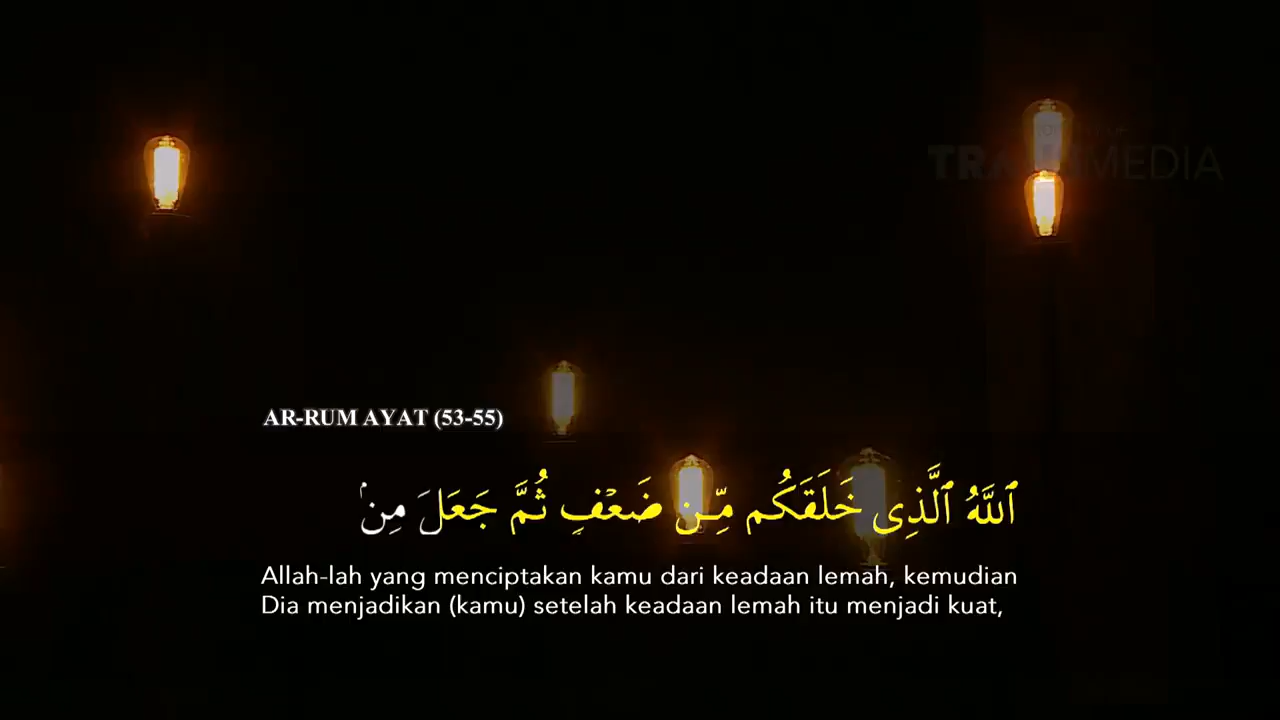 TRANSMEDIA
AR-RUM AYAT (53-55)
ٱللَّهُ ٱلَّذِى خَلَقَكُم مِّن ضَعْفٍ ثُمَّ جَعَلَ مِنۢ
Allah-lah yang menciptakan kamu dari keadaan lemah, kemudian
Dia menjadikan (kamu) setelah keadaan lemah itu menjadi kuat,